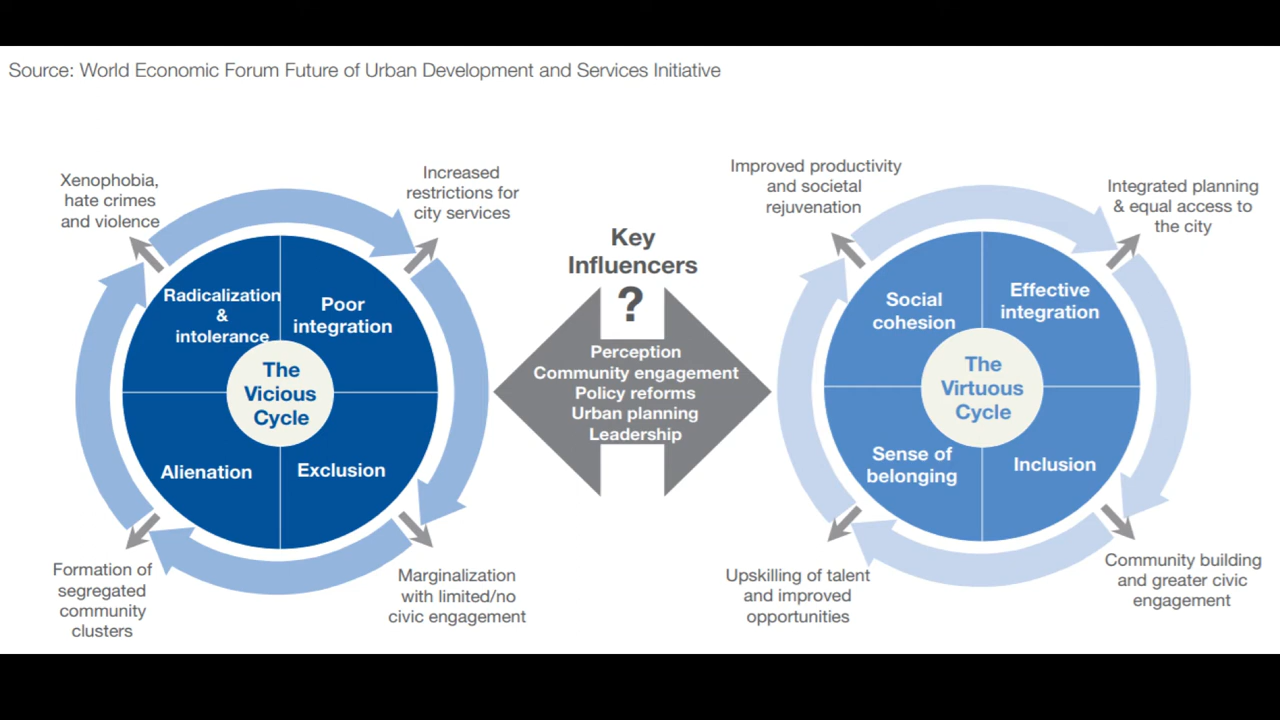 Source: World Economic Forum Future of Urban Development and Services Initiative
Xenophobia,
hate crimes
and violence
Increased
restrictions for
city services
Radicalization
&
intolerance
Poor
integration
The
Vicious
Cycle
Alienation
Exclusion
Formation of
segregated
community
clusters
Marginalization
with limited/no
civic engagement
Key
Influencers
?
Perception
Community engagement
Policy reforms
Urban planning
Leadership
Improved productivity
and societal
rejuvenation
Integrated planning
& equal access to
the city
Social
cohesion
Effective
integration
The
Virtuous
Cycle
Sense of
belonging
Inclusion
Upskilling of talent
and improved
opportunities
Community building
and greater civic
engagement